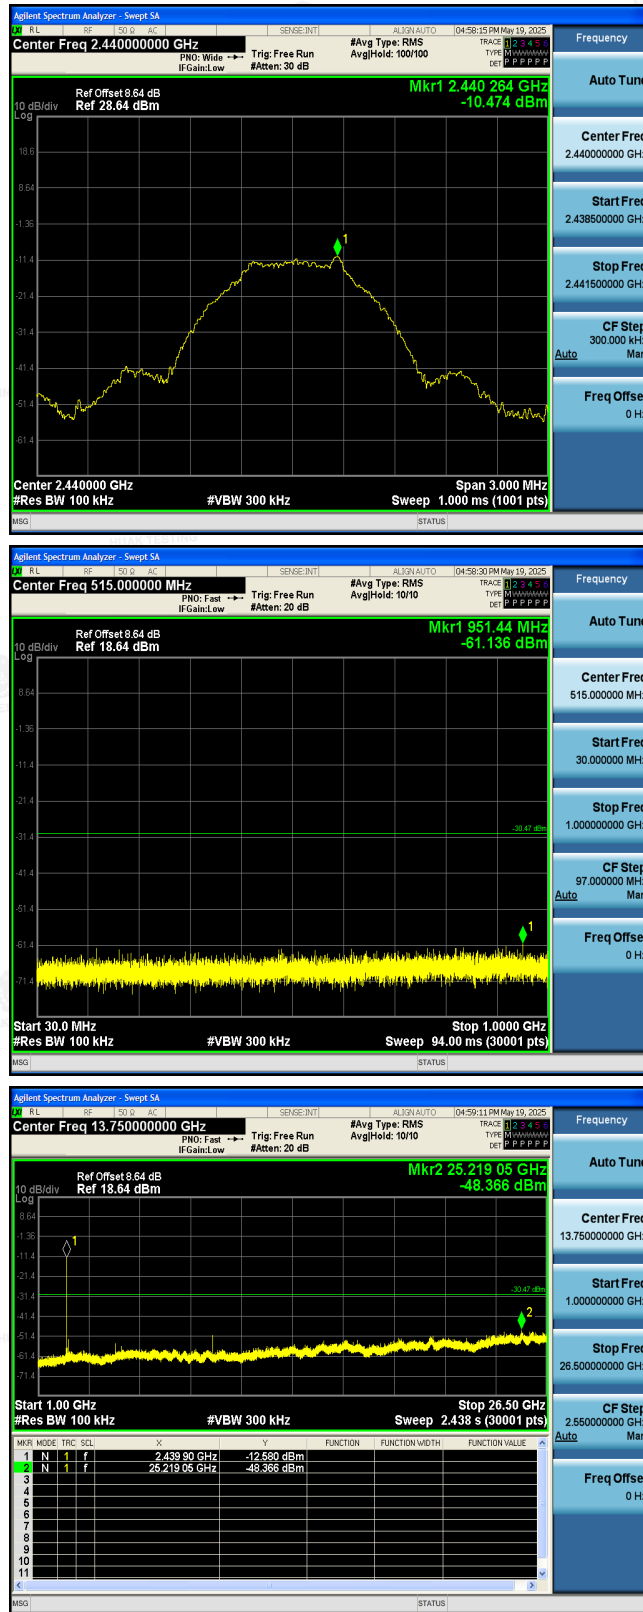 Agilent Spectrum Analyzer - Swept SA
LXI RL RF 50 Ω AC SENSE:INT ALIGN AUTO 04:58:15 PM May 19, 2025
Center Freq 2.440000000 GHz #Avg Type: RMS TRACE 1 2 3 4 5 6
PNO: Wide Trig: Free Run Avg|Hold: 100/100 TYPE M WWWWW
IFGain:Low #Atten: 30 dB DET P P P P P P
Mkr1 2.440 264 GHz
-10.474 dBm
Ref Offset 8.64 dB
10 dB/div Ref 28.64 dBm
Log
18.6
8.64
-1.36
-11.4
-21.4
-31.4
-41.4
-51.4
-61.4
1
Center 2.440000 GHz Span 3.000 MHz
#Res BW 100 kHz #VBW 300 kHz Sweep 1.000 ms (1001 pts)
MSG STATUS
Frequency
Auto Tune
Center Freq
2.440000000 GHz
Start Freq
2.438500000 GHz
Stop Freq
2.441500000 GHz
CF Step
300.000 kHz
Auto Man
Freq Offset
0 Hz
HUAK TESTING
Agilent Spectrum Analyzer - Swept SA
LXI RL RF 50 Ω AC SENSE:INT ALIGN AUTO 04:58:30 PM May 19, 2025
Center Freq 515.000000 MHz #Avg Type: RMS TRACE 1 2 3 4 5 6
PNO: Fast Trig: Free Run Avg|Hold: 10/10 TYPE M WWWWW
IFGain:Low #Atten: 20 dB DET P P P P P P
Mkr1 951.44 MHz
-61.136 dBm
Ref Offset 8.64 dB
10 dB/div Ref 18.64 dBm
Log
8.64
-1.36
-11.4
-21.4
-31.4
-41.4
-51.4
-61.4
-71.4
-30.47 dBm
1
Start 30.0 MHz Stop 1.0000 GHz
#Res BW 100 kHz #VBW 300 kHz Sweep 94.00 ms (30001 pts)
MSG STATUS
Frequency
Auto Tune
Center Freq
515.000000 MHz
Start Freq
30.000000 MHz
Stop Freq
1.000000000 GHz
CF Step
97.000000 MHz
Auto Man
Freq Offset
0 Hz
Agilent Spectrum Analyzer - Swept SA
LXI RL RF 50 Ω AC SENSE:INT ALIGN AUTO 04:59:11 PM May 19, 2025
Center Freq 13.750000000 GHz #Avg Type: RMS TRACE 1 2 3 4 5 6
PNO: Fast Trig: Free Run Avg|Hold: 10/10 TYPE M WWWWW
IFGain:Low #Atten: 20 dB DET P P P P P P
Mkr2 25.219 05 GHz
-48.366 dBm
Ref Offset 8.64 dB
10 dB/div Ref 18.64 dBm
Log
8.64
-1.36
-11.4
-21.4
-31.4
-41.4
-51.4
-61.4
-71.4
-30.47 dBm
1
2
Start 1.00 GHz Stop 26.50 GHz
#Res BW 100 kHz #VBW 300 kHz Sweep 2.438 s (30001 pts)
MKR MODE TRC SCL X Y FUNCTION FUNCTION WIDTH FUNCTION VALUE
1 N 1 f 2.439 90 GHz -12.580 dBm
2 N 1 f 25.219 05 GHz -48.366 dBm
3
4
5
6
7
8
9
10
11
MSG STATUS
Frequency
Auto Tune
Center Freq
13.750000000 GHz
Start Freq
1.000000000 GHz
Stop Freq
26.500000000 GHz
CF Step
2.550000000 GHz
Auto Man
Freq Offset
0 Hz